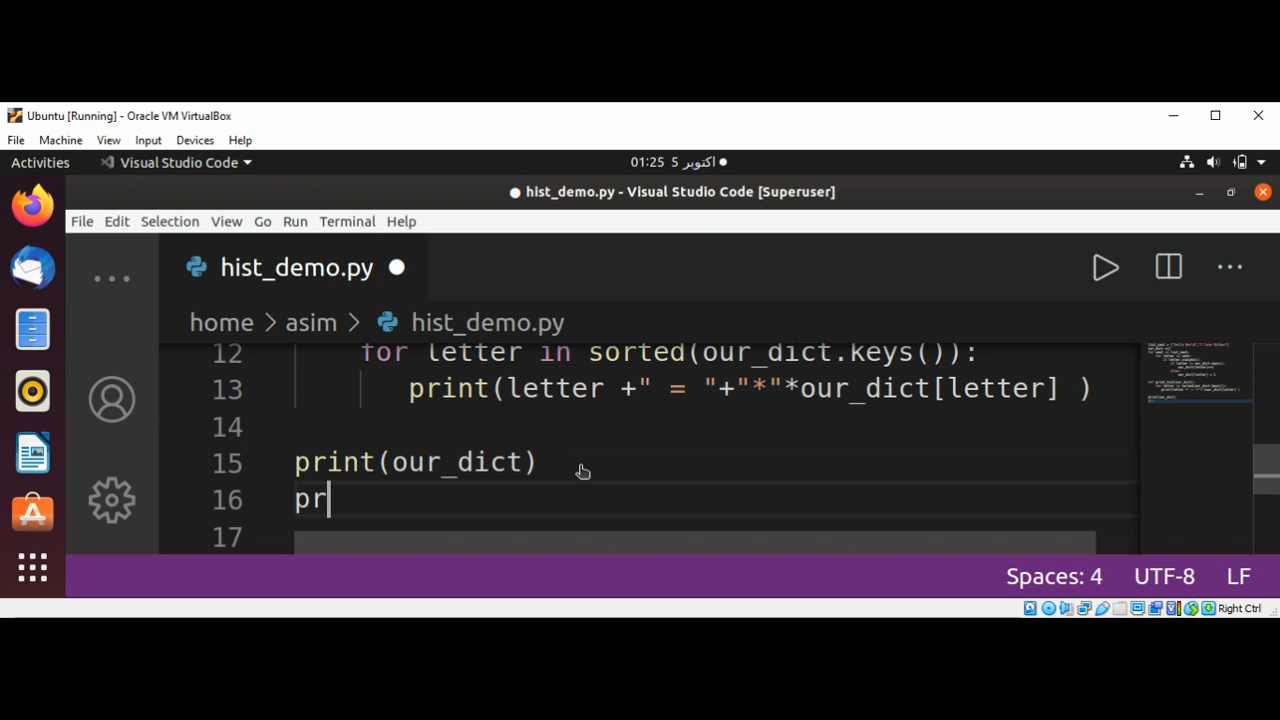 Ubuntu [Running] - Oracle VM VirtualBox
File Machine View Input Devices Help
Activities Visual Studio Code 01:25 5 اكتوبر
hist_demo.py - Visual Studio Code [Superuser]
File Edit Selection View Go Run Terminal Help
hist_demo.py
home > asim > hist_demo.py
12 for letter in sorted(our_dict.keys()):
13 print(letter +" = "+"*"*our_dict[letter] )
14
15 print(our_dict)
16 pr
17
Spaces: 4 UTF-8 LF
Right Ctrl